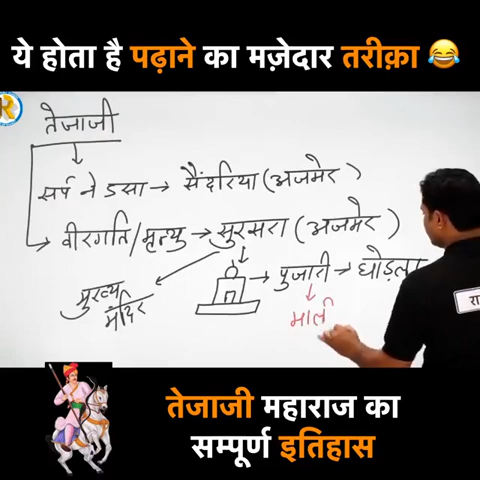 ये होता है पढ़ाने का मज़ेदार तरीक़ा 😂
तेजाजी
सर्प ने डसा → सैंदरिया (अजमेर)
वीरगति/मृत्यु → सुरसरा (अजमेर)
मुख्य मंदिर
→ पुजारी → घोड़ला
माली
रा
तेजाजी महाराज का
सम्पूर्ण इतिहास